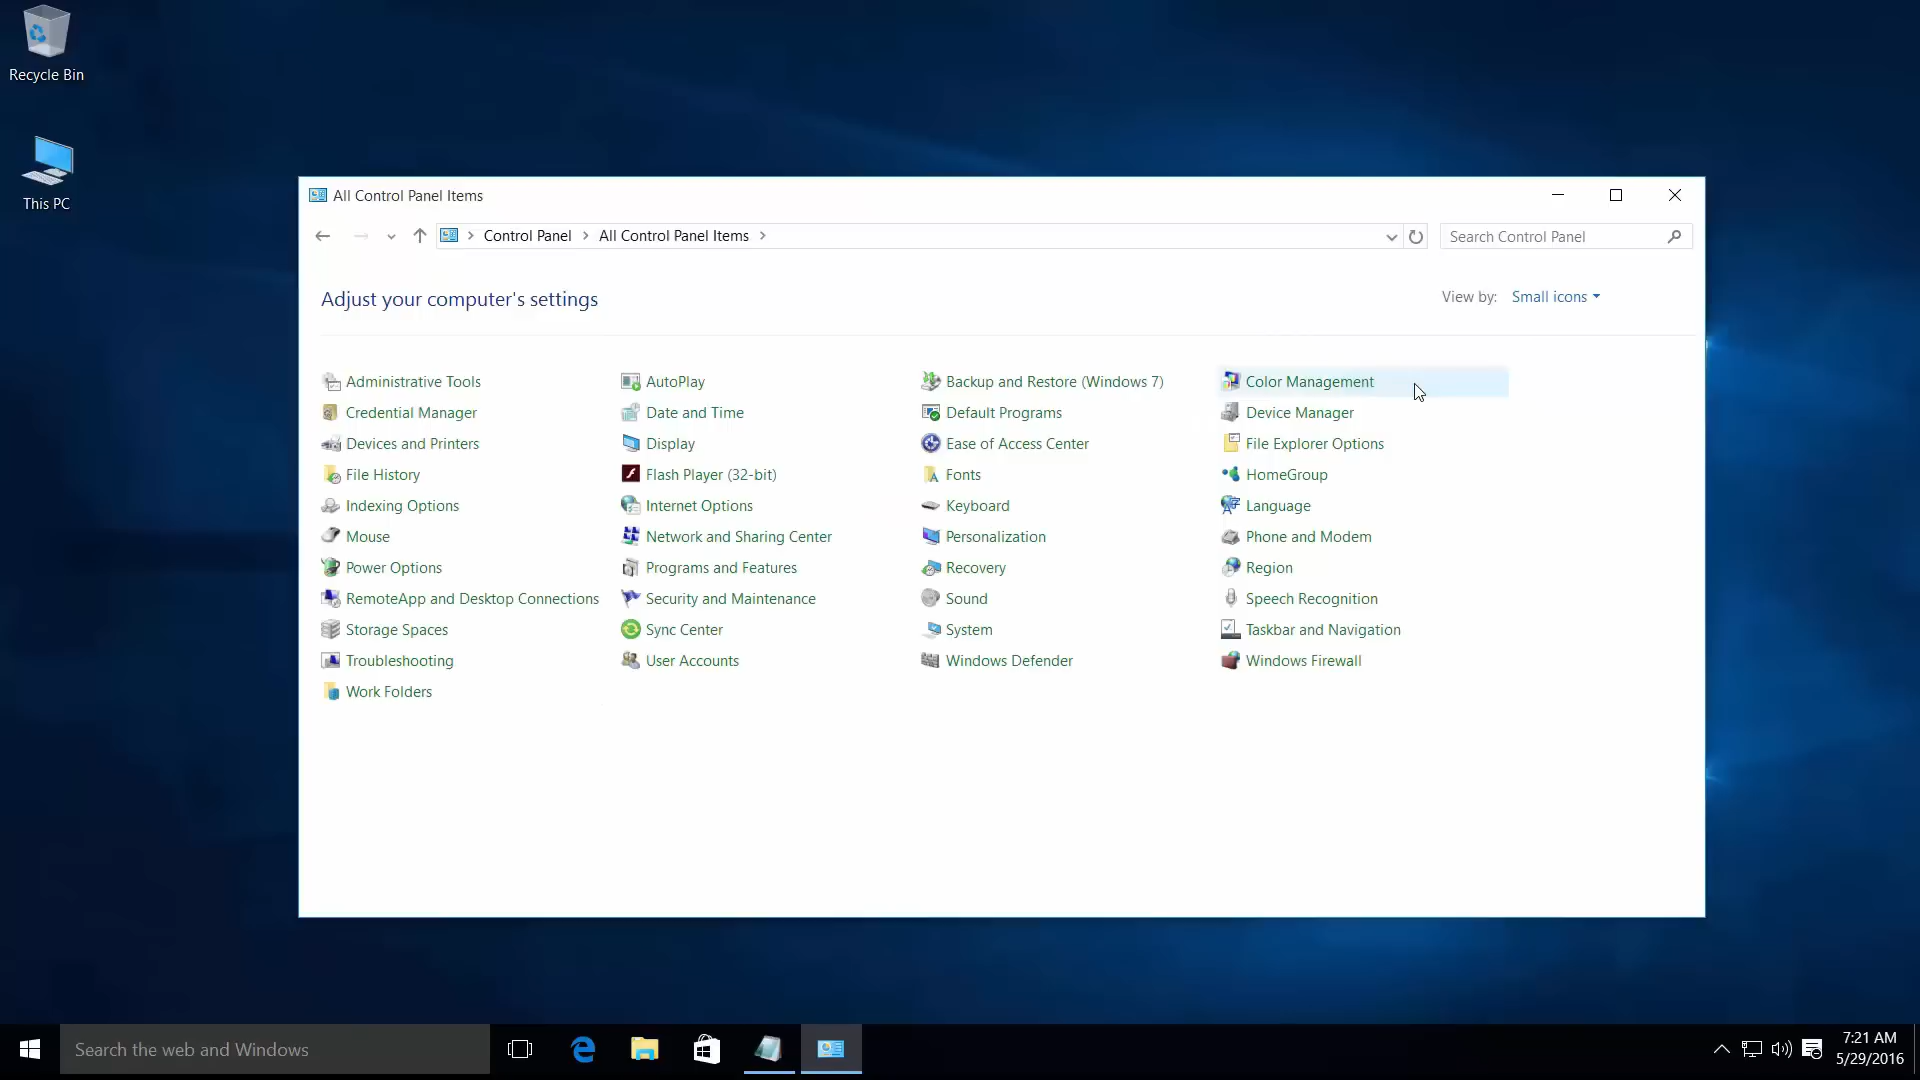 Recycle Bin
This PC
All Control Panel Items
Control Panel
All Control Panel Items
Search Control Panel
Adjust your computer's settings
View by: Small icons
Administrative Tools
AutoPlay
Backup and Restore (Windows 7)
Color Management
Credential Manager
Date and Time
Default Programs
Device Manager
Devices and Printers
Display
Ease of Access Center
File Explorer Options
File History
Flash Player (32-bit)
Fonts
HomeGroup
Indexing Options
Internet Options
Keyboard
Language
Mouse
Network and Sharing Center
Personalization
Phone and Modem
Power Options
Programs and Features
Recovery
Region
RemoteApp and Desktop Connections
Security and Maintenance
Sound
Speech Recognition
Storage Spaces
Sync Center
System
Taskbar and Navigation
Troubleshooting
User Accounts
Windows Defender
Windows Firewall
Work Folders
Search the web and Windows
7:21 AM
5/29/2016